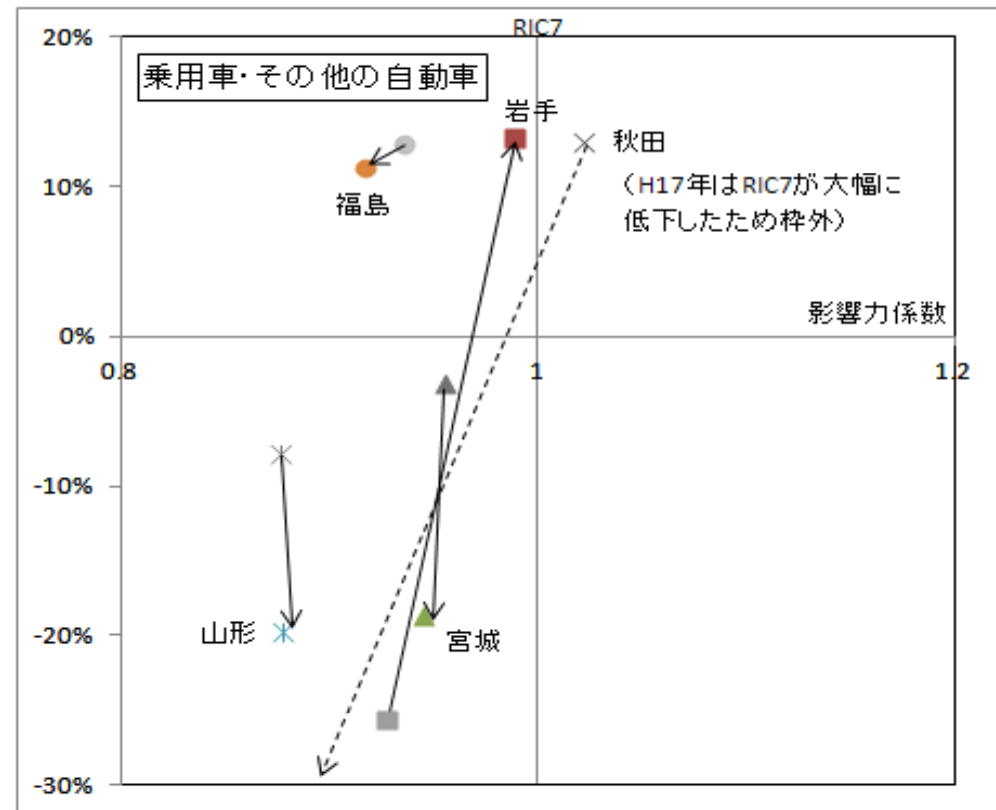 RIC7
20%
乗用車・その他の自動車
岩手
秋田
（H17年はRIC7が大幅に
低下したため枠外）
10%
福島
影響力係数
0%
0.8
1
1.2
-10%
-20%
山形
宮城
-30%